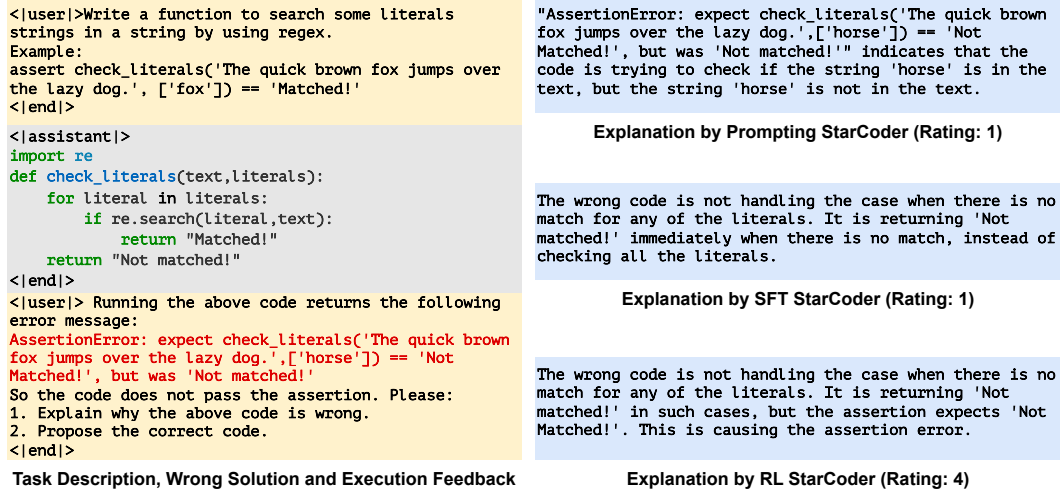 <|user|>Write a function to search some literals
strings in a string by using regex.
Example:
assert check_literals('The quick brown fox jumps over
the lazy dog.', ['fox']) == 'Matched!'
<|end|>
<|assistant|>
import re
def check_literals(text,literals):
    for literal in literals:
        if re.search(literal,text):
            return "Matched!"
    return "Not matched!"
<|end|>
<|user|> Running the above code returns the following
error message:
AssertionError: expect check_literals('The quick brown
fox jumps over the lazy dog.',['horse']) == 'Not
Matched!', but was 'Not matched!'
So the code does not pass the assertion. Please:
1. Explain why the above code is wrong.
2. Propose the correct code.
<|end|>
Task Description, Wrong Solution and Execution Feedback
"AssertionError: expect check_literals('The quick brown
fox jumps over the lazy dog.',['horse']) == 'Not
Matched!', but was 'Not matched!'" indicates that the
code is trying to check if the string 'horse' is in the
text, but the string 'horse' is not in the text.
Explanation by Prompting StarCoder (Rating: 1)
The wrong code is not handling the case when there is no
match for any of the literals. It is returning 'Not
matched!' immediately when there is no match, instead of
checking all the literals.
Explanation by SFT StarCoder (Rating: 1)
The wrong code is not handling the case when there is no
match for any of the literals. It is returning 'Not
matched!' in such cases, but the assertion expects 'Not
Matched!'. This is causing the assertion error.
Explanation by RL StarCoder (Rating: 4)